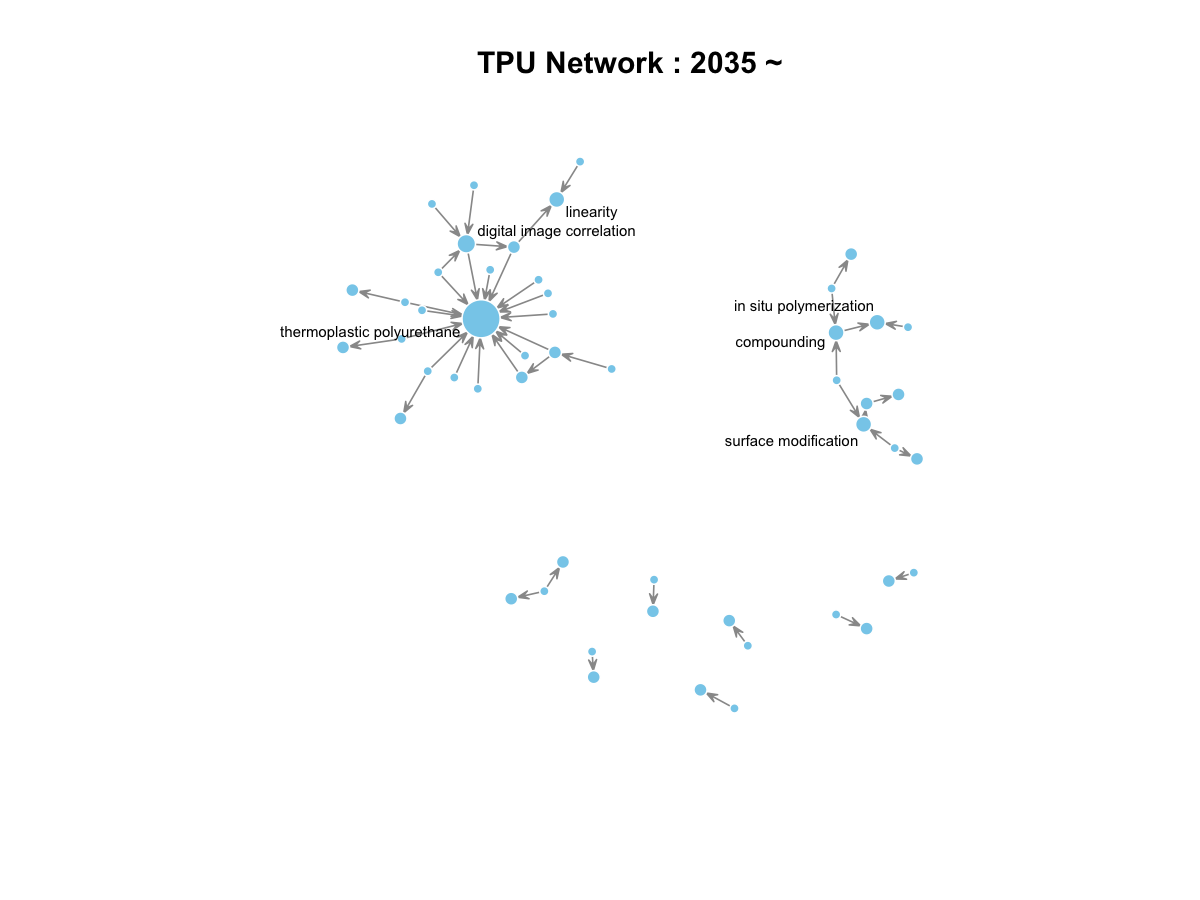 TPU Network : 2035 ~
linearity
digital image correlation
in situ polymerization
thermoplastic polyurethane
compounding
surface modification